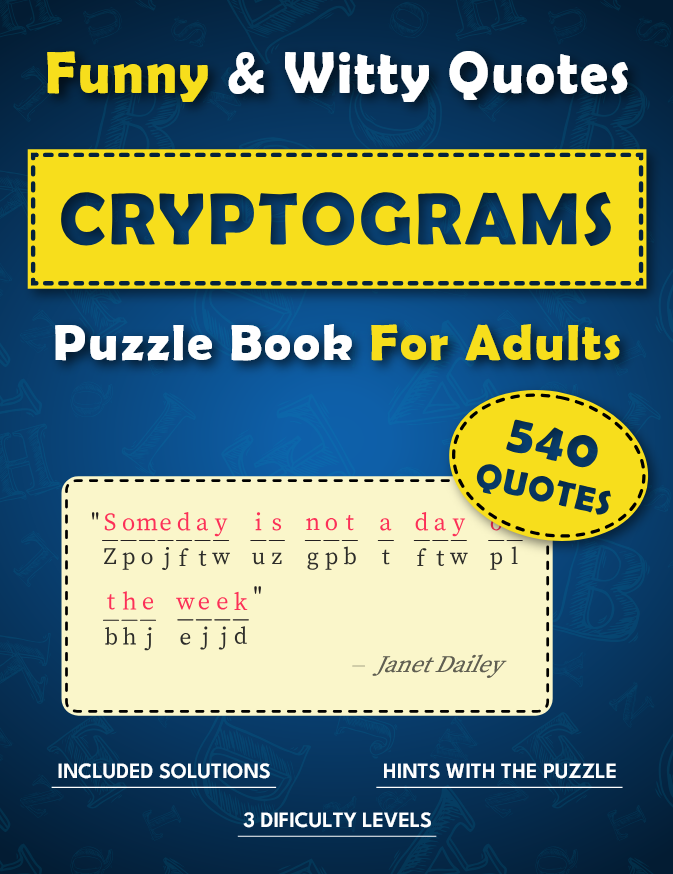 Funny & Witty Quotes
CRYPTOGRAMS
Puzzle Book For Adults
540
QUOTES
"Someday is not a day
Zpojftw uz gpb t ftw pl
the week"
bhj ejjd
– Janet Dailey
INCLUDED SOLUTIONS
HINTS WITH THE PUZZLE
3 DIFICULTY LEVELS